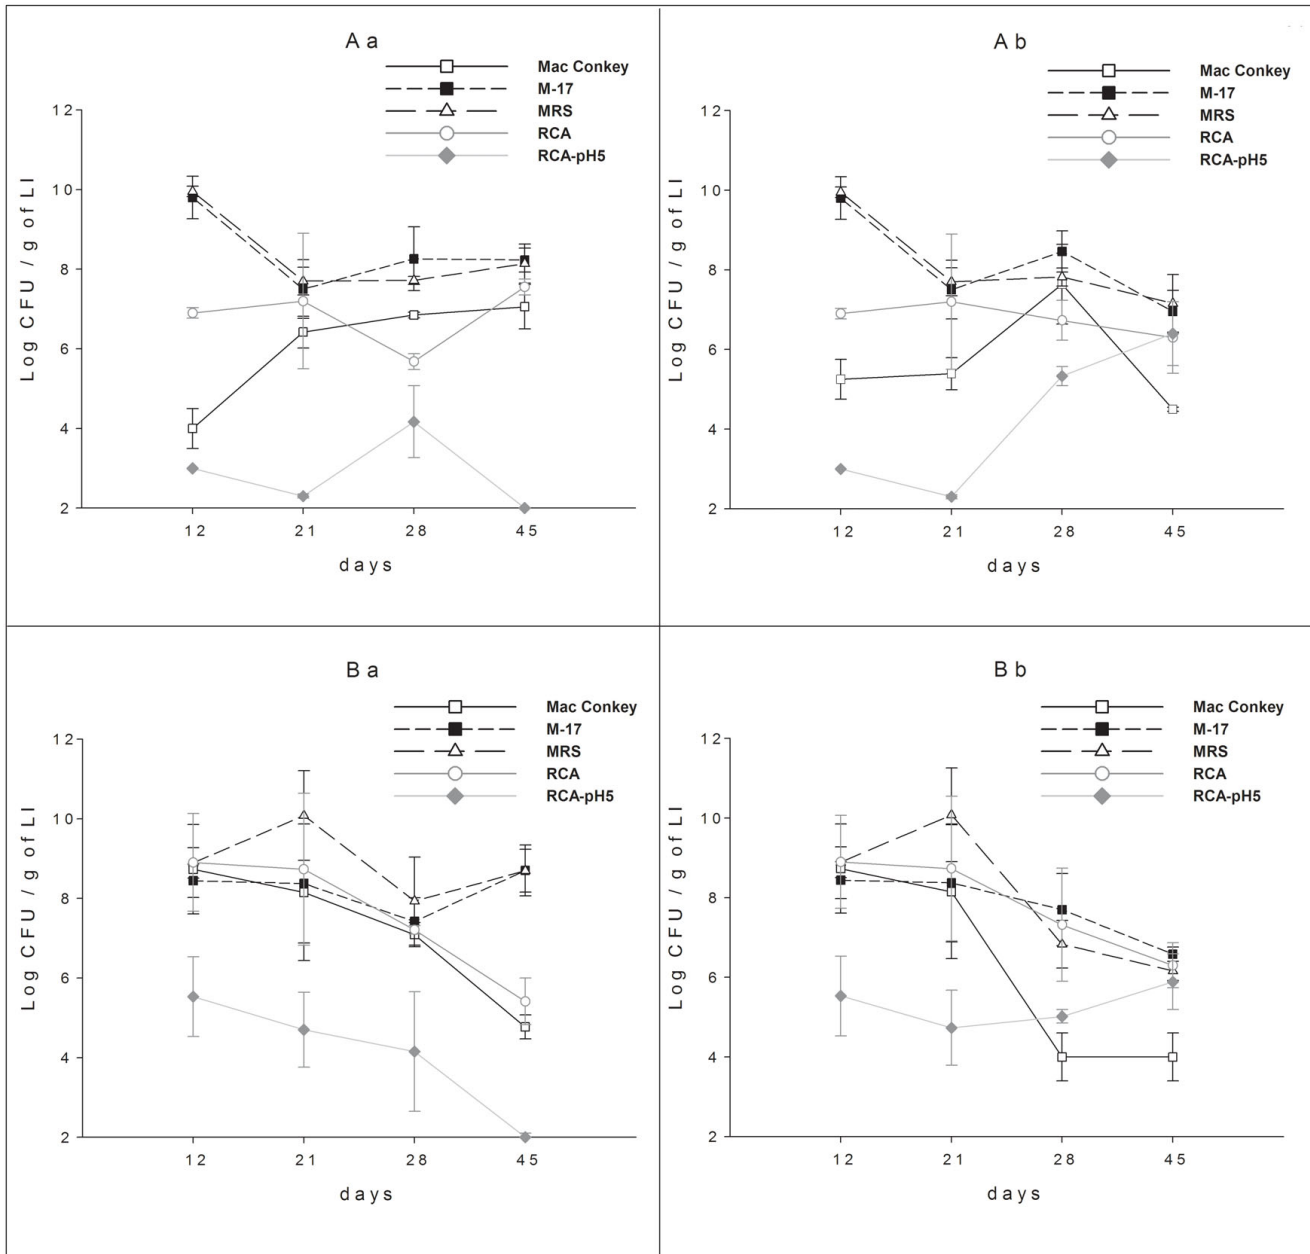 A a
Mac Conkey
M-17
MRS
RCA
RCA-pH5
Log CFU / g of LI
12
10
8
6
4
2
12 21 28 45
days
A b
Mac Conkey
M-17
MRS
RCA
RCA-pH5
Log CFU / g of LI
12
10
8
6
4
2
12 21 28 45
days
B a
Mac Conkey
M-17
MRS
RCA
RCA-pH5
Log CFU / g of LI
12
10
8
6
4
2
12 21 28 45
days
B b
Mac Conkey
M-17
MRS
RCA
RCA-pH5
Log CFU / g of LI
12
10
8
6
4
2
12 21 28 45
days